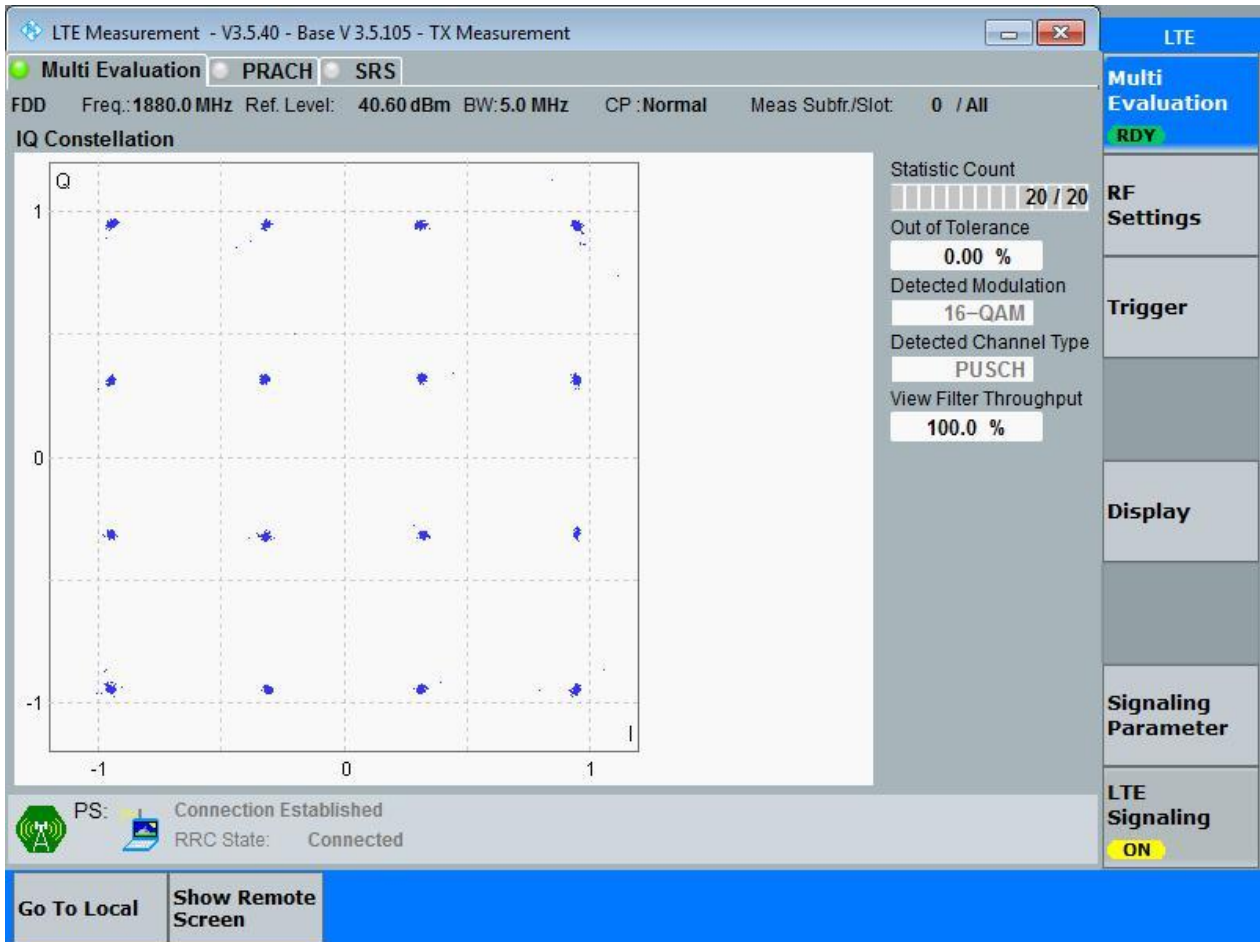 LTE Measurement - V3.5.40 - Base V 3.5.105 - TX Measurement
LTE
Multi Evaluation PRACH SRS
FDD Freq.: 1880.0 MHz Ref. Level: 40.60 dBm BW: 5.0 MHz CP : Normal Meas Subfr./Slot: 0 / All
Multi
Evaluation
RDY
IQ Constellation
Q
1
0
-1
I
-1 0 1
Statistic Count
20 / 20
Out of Tolerance
0.00 %
Detected Modulation
16-QAM
Detected Channel Type
PUSCH
View Filter Throughput
100.0 %
RF
Settings
Trigger
Display
Signaling
Parameter
LTE
Signaling
ON
PS: Connection Established
RRC State: Connected
Go To Local
Show Remote
Screen